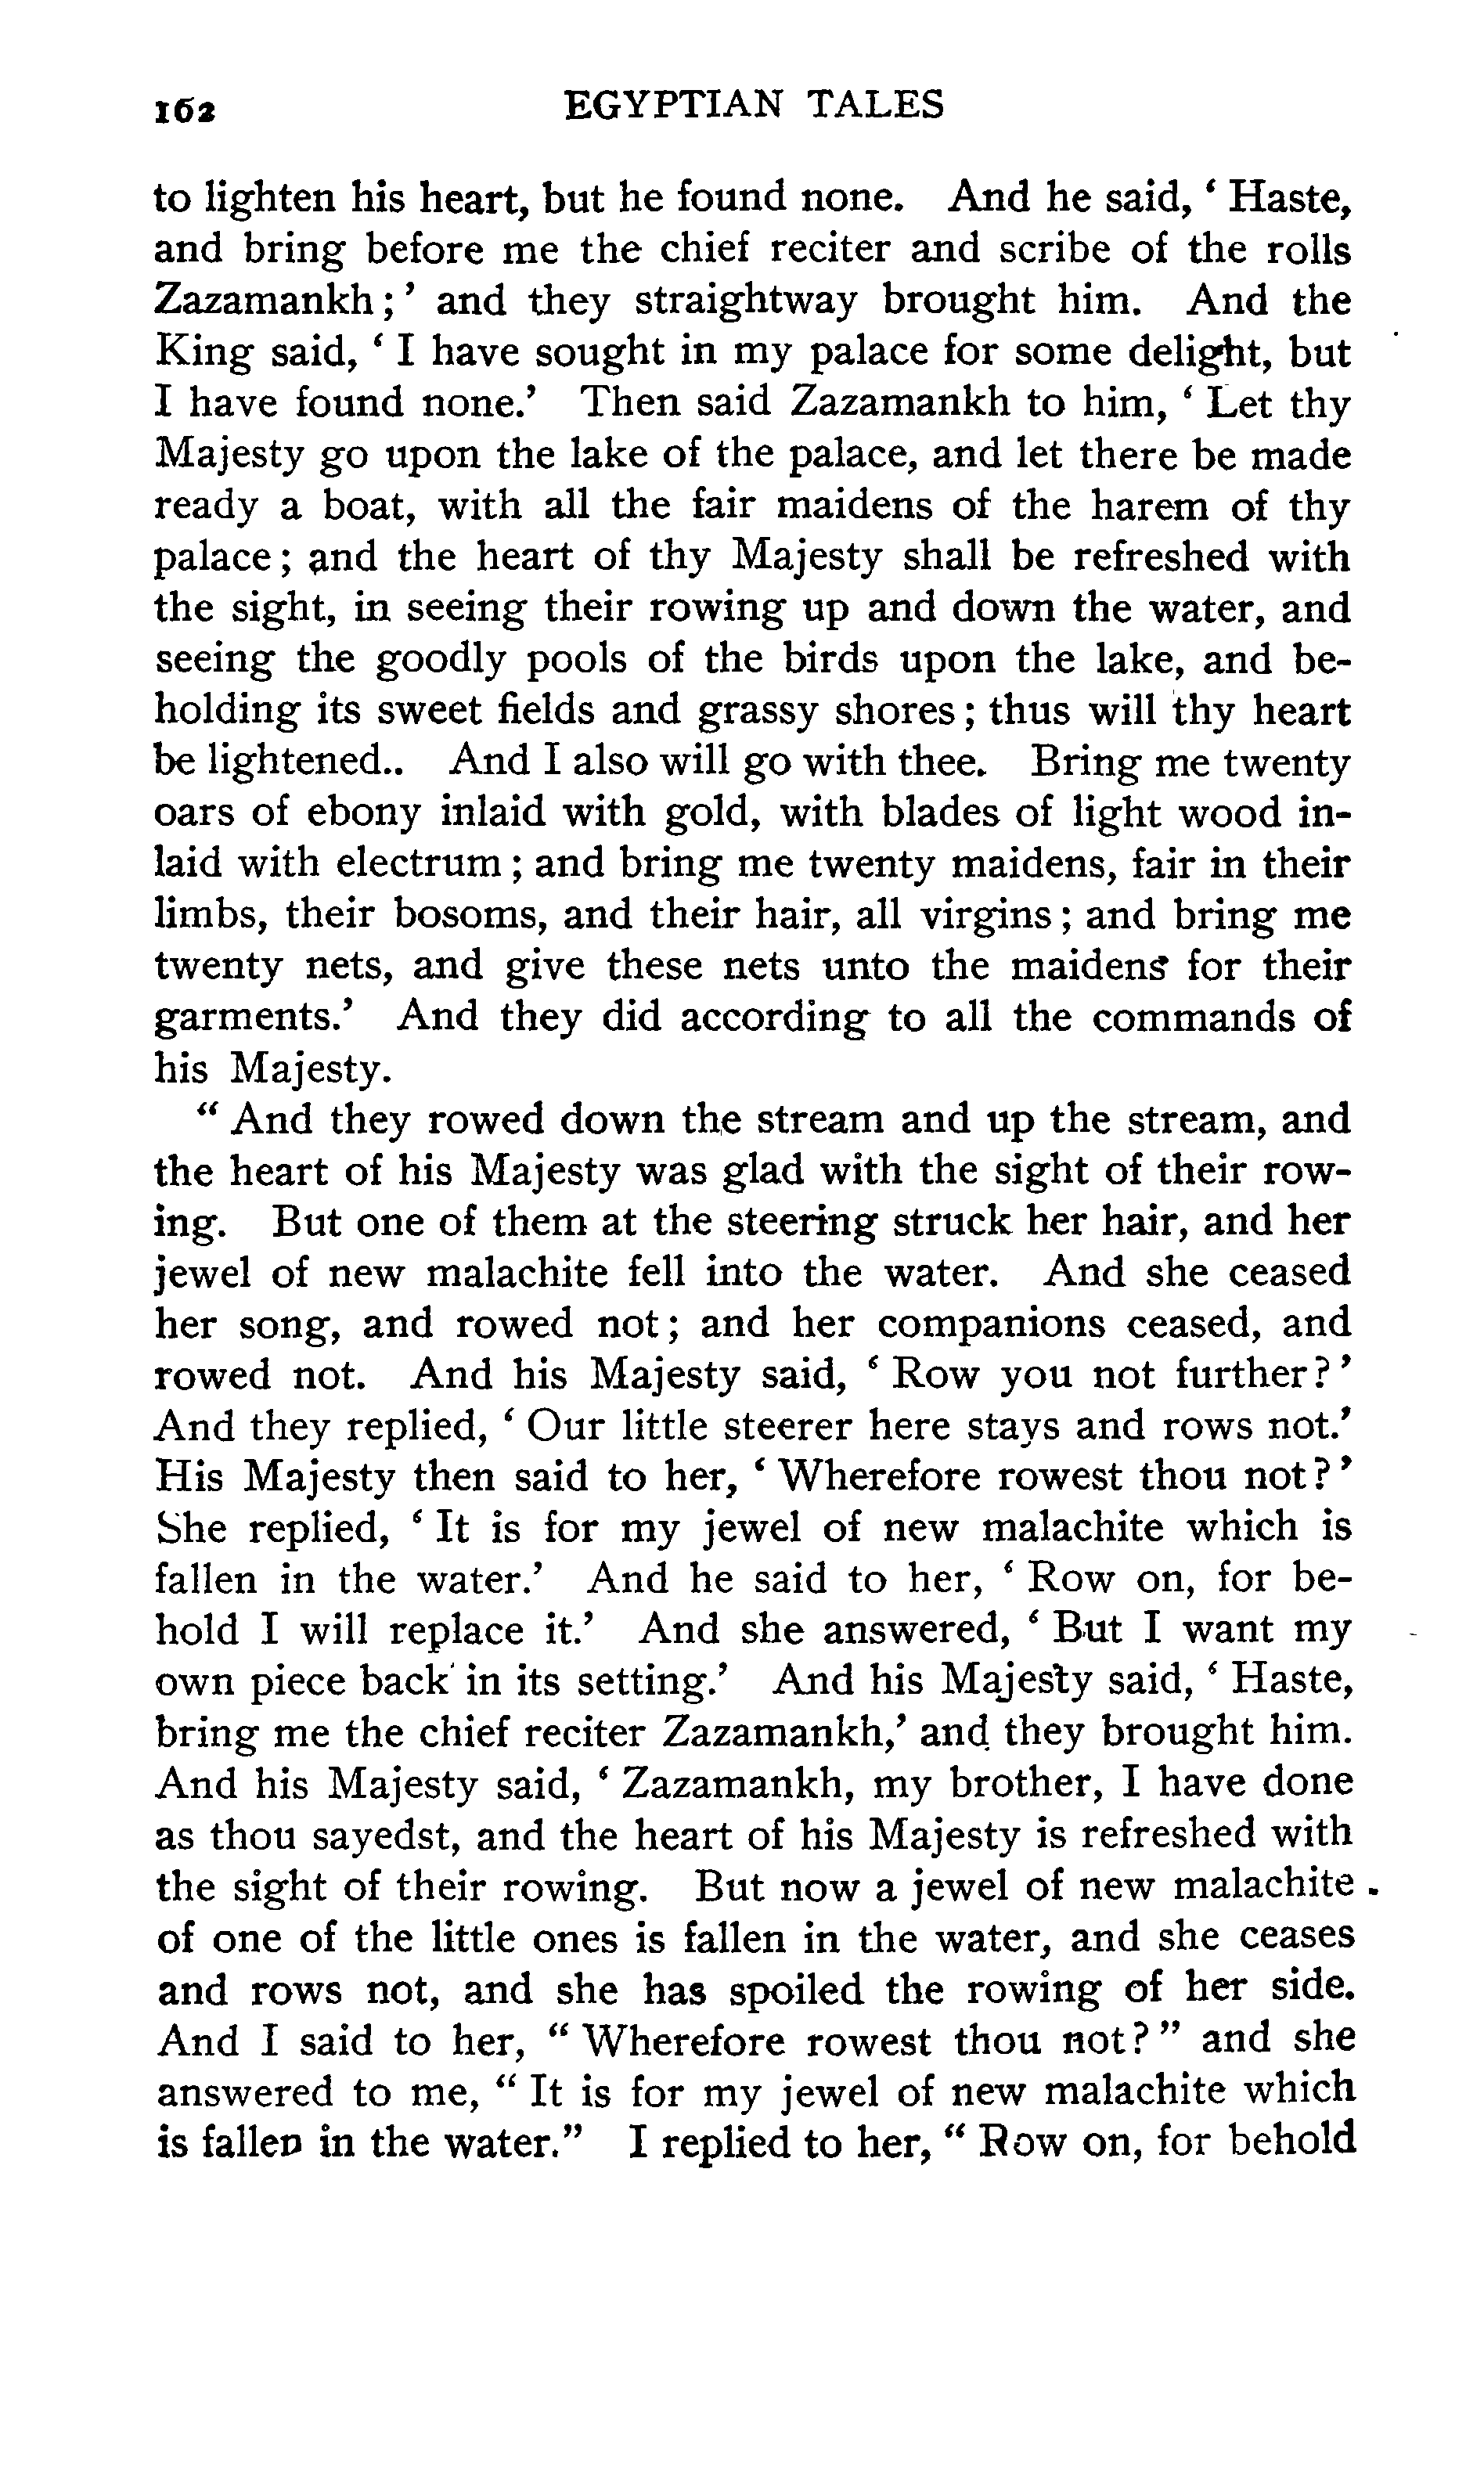 162 EGYPTIAN TALES
to lighten his heart, but he found none. And he said, ‘ Haste,
and bring before me the chief reciter and scribe of the rolls
Zazamankh ; ’ and they straightway brought him. And the
King said, ‘ I have sought in my palace for some delight, but
I have found none.’ Then said Zazamankh to him, ‘ Let thy
Majesty go upon the lake of the palace, and let there be made
ready a boat, with all the fair maidens of the harem of thy
palace ; and the heart of thy Majesty shall be refreshed with
the sight, in seeing their rowing up and down the water, and
seeing the goodly pools of the birds upon the lake, and be-
holding its sweet fields and grassy shores ; thus will thy heart
be lightened.. And I also will go with thee. Bring me twenty
oars of ebony inlaid with gold, with blades of light wood in-
laid with electrum ; and bring me twenty maidens, fair in their
limbs, their bosoms, and their hair, all virgins ; and bring me
twenty nets, and give these nets unto the maidens for their
garments.’ And they did according to all the commands of
his Majesty.
“ And they rowed down the stream and up the stream, and
the heart of his Majesty was glad with the sight of their row-
ing. But one of them at the steering struck her hair, and her
jewel of new malachite fell into the water. And she ceased
her song, and rowed not ; and her companions ceased, and
rowed not. And his Majesty said, ‘ Row you not further ? ’
And they replied, ‘ Our little steerer here stays and rows not.’
His Majesty then said to her, ‘ Wherefore rowest thou not ? ’
She replied, ‘ It is for my jewel of new malachite which is
fallen in the water.’ And he said to her, ‘ Row on, for be-
hold I will replace it.’ And she answered, ‘ But I want my
own piece back in its setting.’ And his Majesty said, ‘ Haste,
bring me the chief reciter Zazamankh,’ and they brought him.
And his Majesty said, ‘ Zazamankh, my brother, I have done
as thou sayedst, and the heart of his Majesty is refreshed with
the sight of their rowing. But now a jewel of new malachite
of one of the little ones is fallen in the water, and she ceases
and rows not, and she has spoiled the rowing of her side.
And I said to her, “ Wherefore rowest thou not ? ” and she
answered to me, “ It is for my jewel of new malachite which
is fallen in the water.” I replied to her, “ Row on, for behold